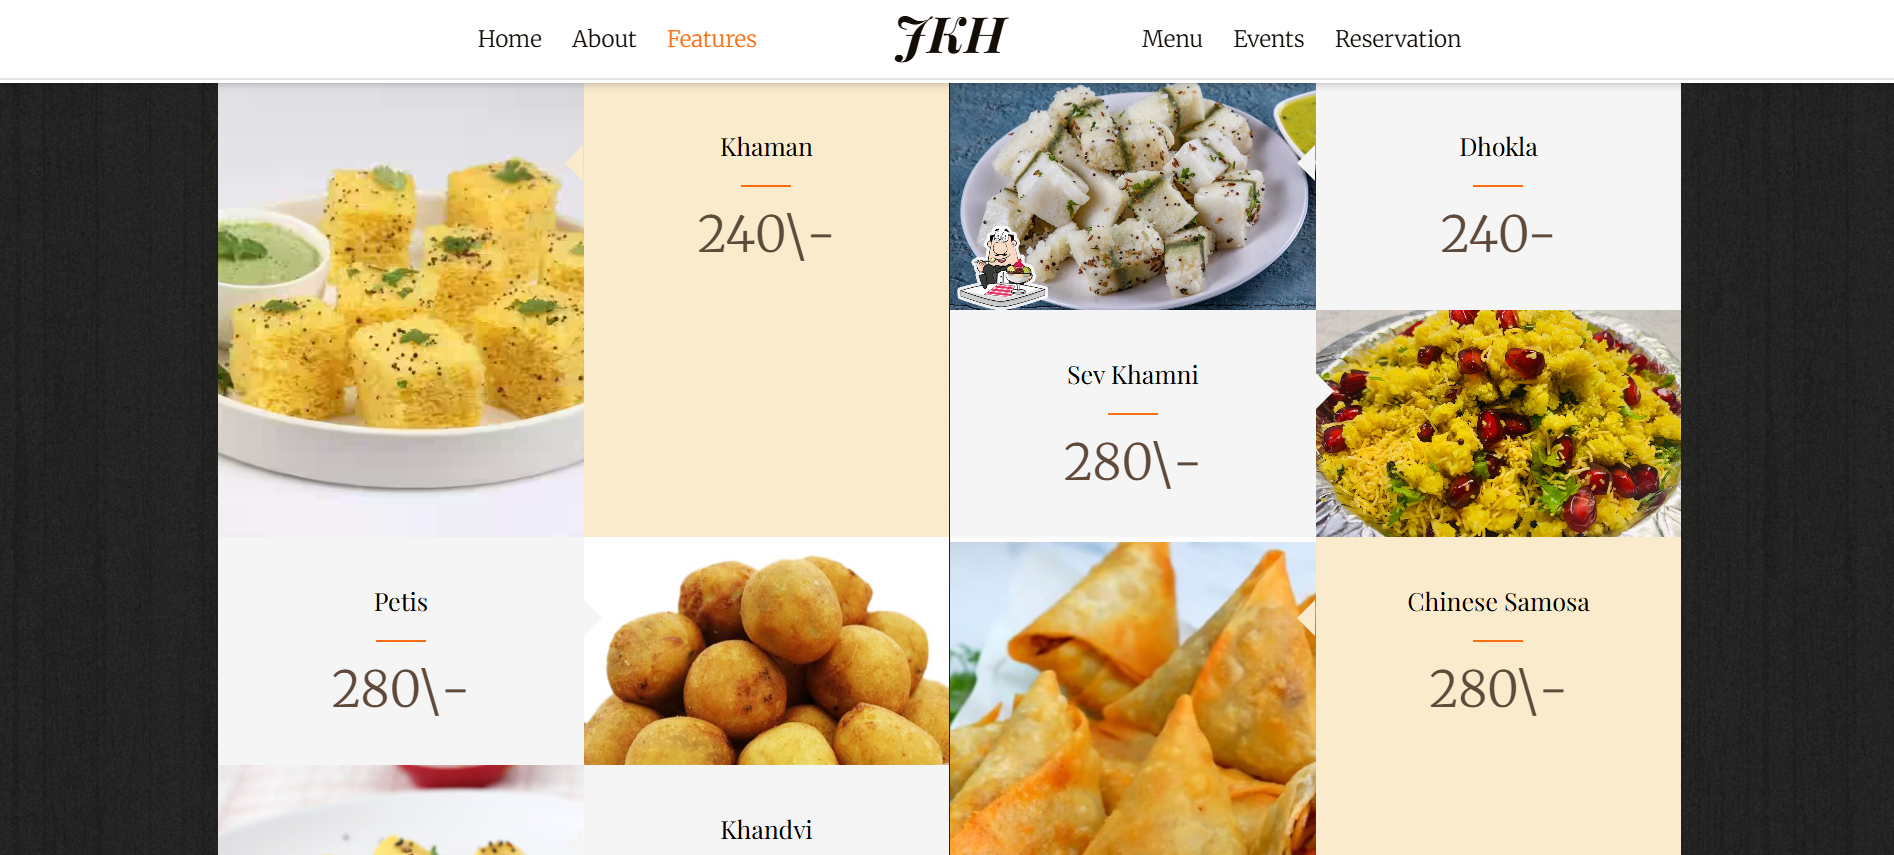 Home About Features JKH Menu Events Reservation
Khaman
240\-
Dhokla
240-
Sev Khamni
280\-
Petis
280\-
Chinese Samosa
280\-
Khandvi